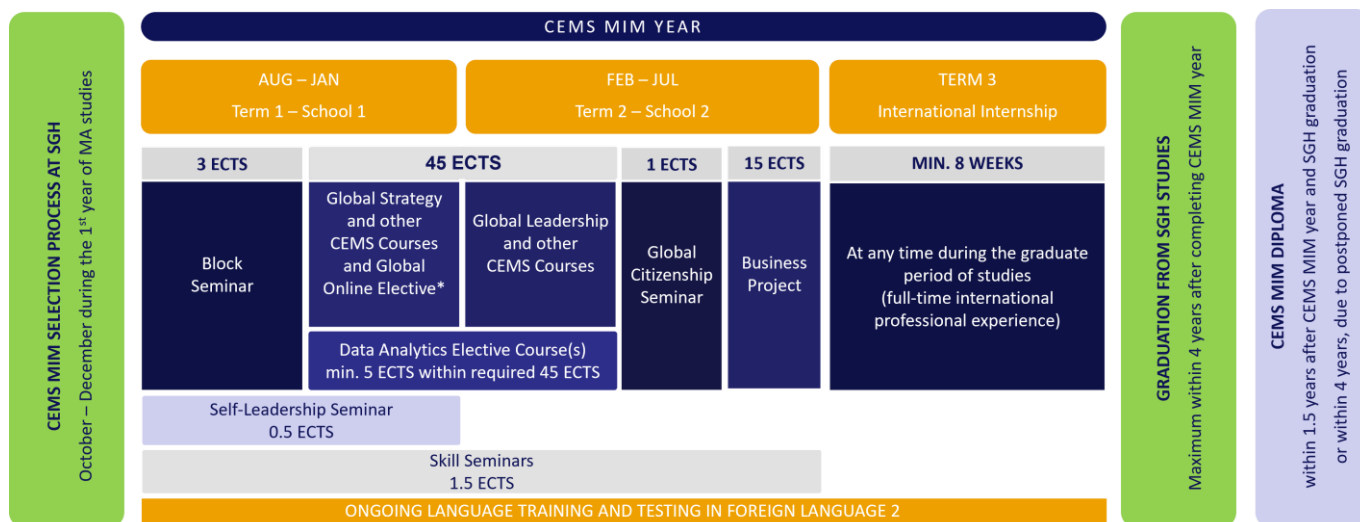 CEMS MIM SELECTION PROCESS AT SGH
October – December during the 1st year of MA studies
CEMS MIM YEAR
AUG – JAN
Term 1 – School 1
FEB – JUL
Term 2 – School 2
TERM 3
International Internship
3 ECTS
45 ECTS
1 ECTS
15 ECTS
MIN. 8 WEEKS
Block
Seminar
Global Strategy
and other
CEMS Courses
and Global
Online Elective*
Global Leadership
and other
CEMS Courses
Data Analytics Elective Course(s)
min. 5 ECTS within required 45 ECTS
Global
Citizenship
Seminar
Business
Project
At any time during the graduate
period of studies
(full-time international
professional experience)
Self-Leadership Seminar
0.5 ECTS
Skill Seminars
1.5 ECTS
ONGOING LANGUAGE TRAINING AND TESTING IN FOREIGN LANGUAGE 2
GRADUATION FROM SGH STUDIES
Maximum within 4 years after completing CEMS MIM year
CEMS MIM DIPLOMA
within 1.5 years after CEMS MIM year and SGH graduation
or within 4 years, due to postponed SGH graduation